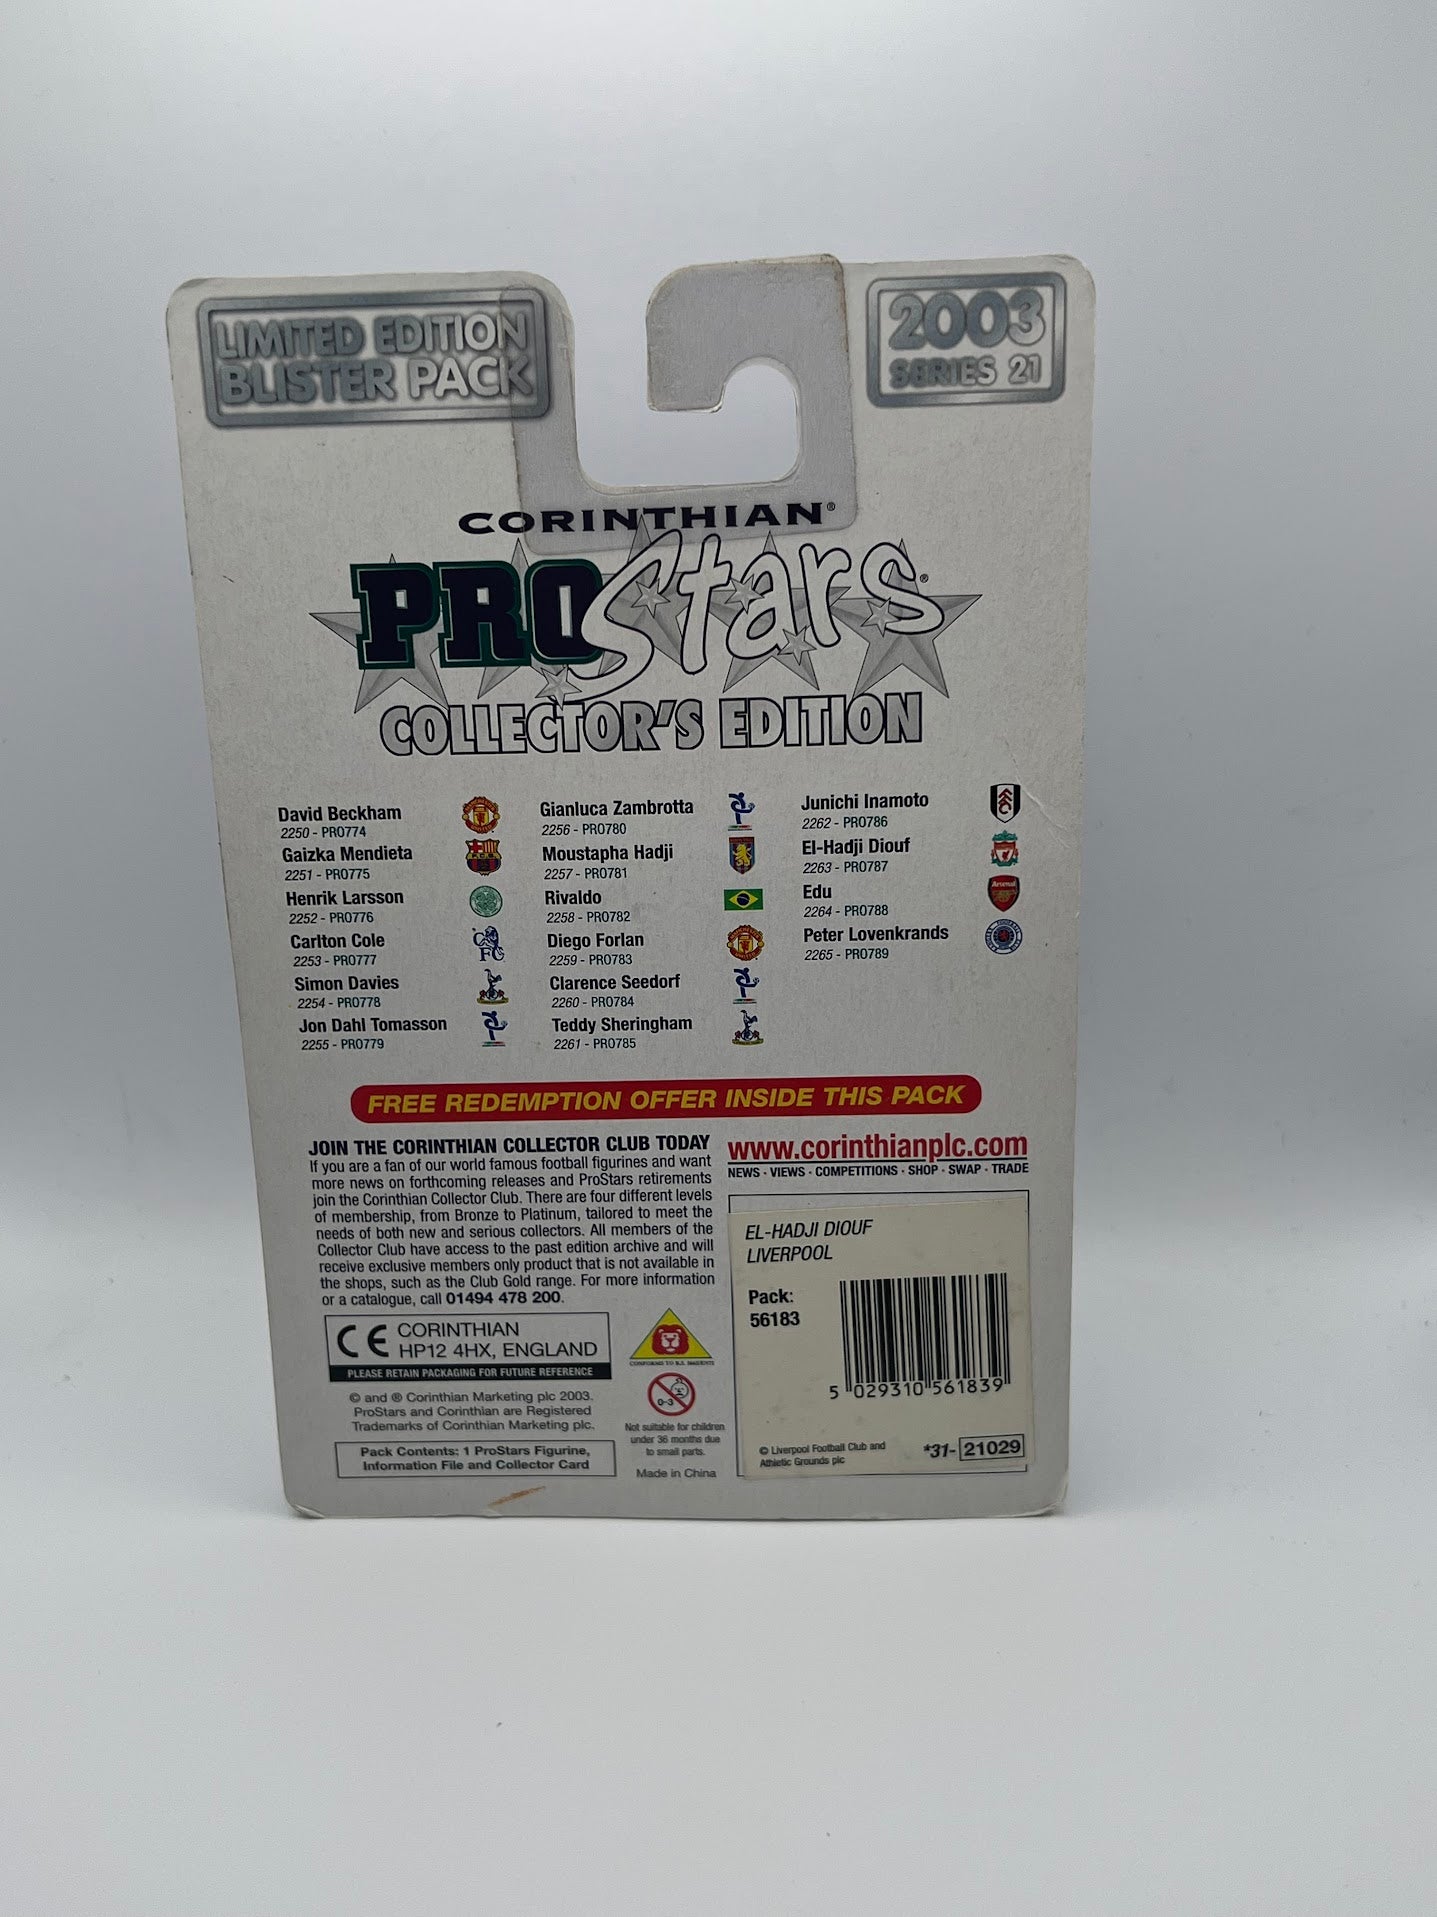 LIMITED EDITION
BLISTER PACK
2003
SERIES 21
CORINTHIAN®
PROStars®
COLLECTOR'S EDITION
David Beckham
2250 - PRO774
Gaizka Mendieta
2251 - PRO775
Henrik Larsson
2252 - PRO776
Carlton Cole
2253 - PRO777
Simon Davies
2254 - PRO778
Jon Dahl Tomasson
2255 - PRO779
Gianluca Zambrotta
2256 - PRO780
Moustapha Hadji
2257 - PRO781
Rivaldo
2258 - PRO782
Diego Forlan
2259 - PRO783
Clarence Seedorf
2260 - PRO784
Teddy Sheringham
2261 - PRO785
Junichi Inamoto
2262 - PRO786
El-Hadji Diouf
2263 - PRO787
Edu
2264 - PRO788
Peter Lovenkrands
2265 - PRO789
Arsenal
FREE REDEMPTION OFFER INSIDE THIS PACK
JOIN THE CORINTHIAN COLLECTOR CLUB TODAY
If you are a fan of our world famous football figurines and want
more news on forthcoming releases and ProStars retirements
join the Corinthian Collector Club. There are four different levels
of membership, from Bronze to Platinum, tailored to meet the
needs of both new and serious collectors. All members of the
Collector Club have access to the past edition archive and will
receive exclusive members only product that is not available in
the shops, such as the Club Gold range. For more information
or a catalogue, call 01494 478 200.
CE CORINTHIAN
HP12 4HX, ENGLAND
PLEASE RETAIN PACKAGING FOR FUTURE REFERENCE
© and ® Corinthian Marketing plc 2003.
ProStars and Corinthian are Registered
Trademarks of Corinthian Marketing plc.
Pack Contents: 1 ProStars Figurine,
Information File and Collector Card
0-3
Not suitable for children
under 36 months due
to small parts.
Made in China
www.corinthianplc.com
NEWS - VIEWS - COMPETITIONS - SHOP - SWAP - TRADE
EL-HADJI DIOUF
LIVERPOOL
Pack:
56183
5 029310 561839
© Liverpool Football Club and
Athletic Grounds plc
*31- 21029